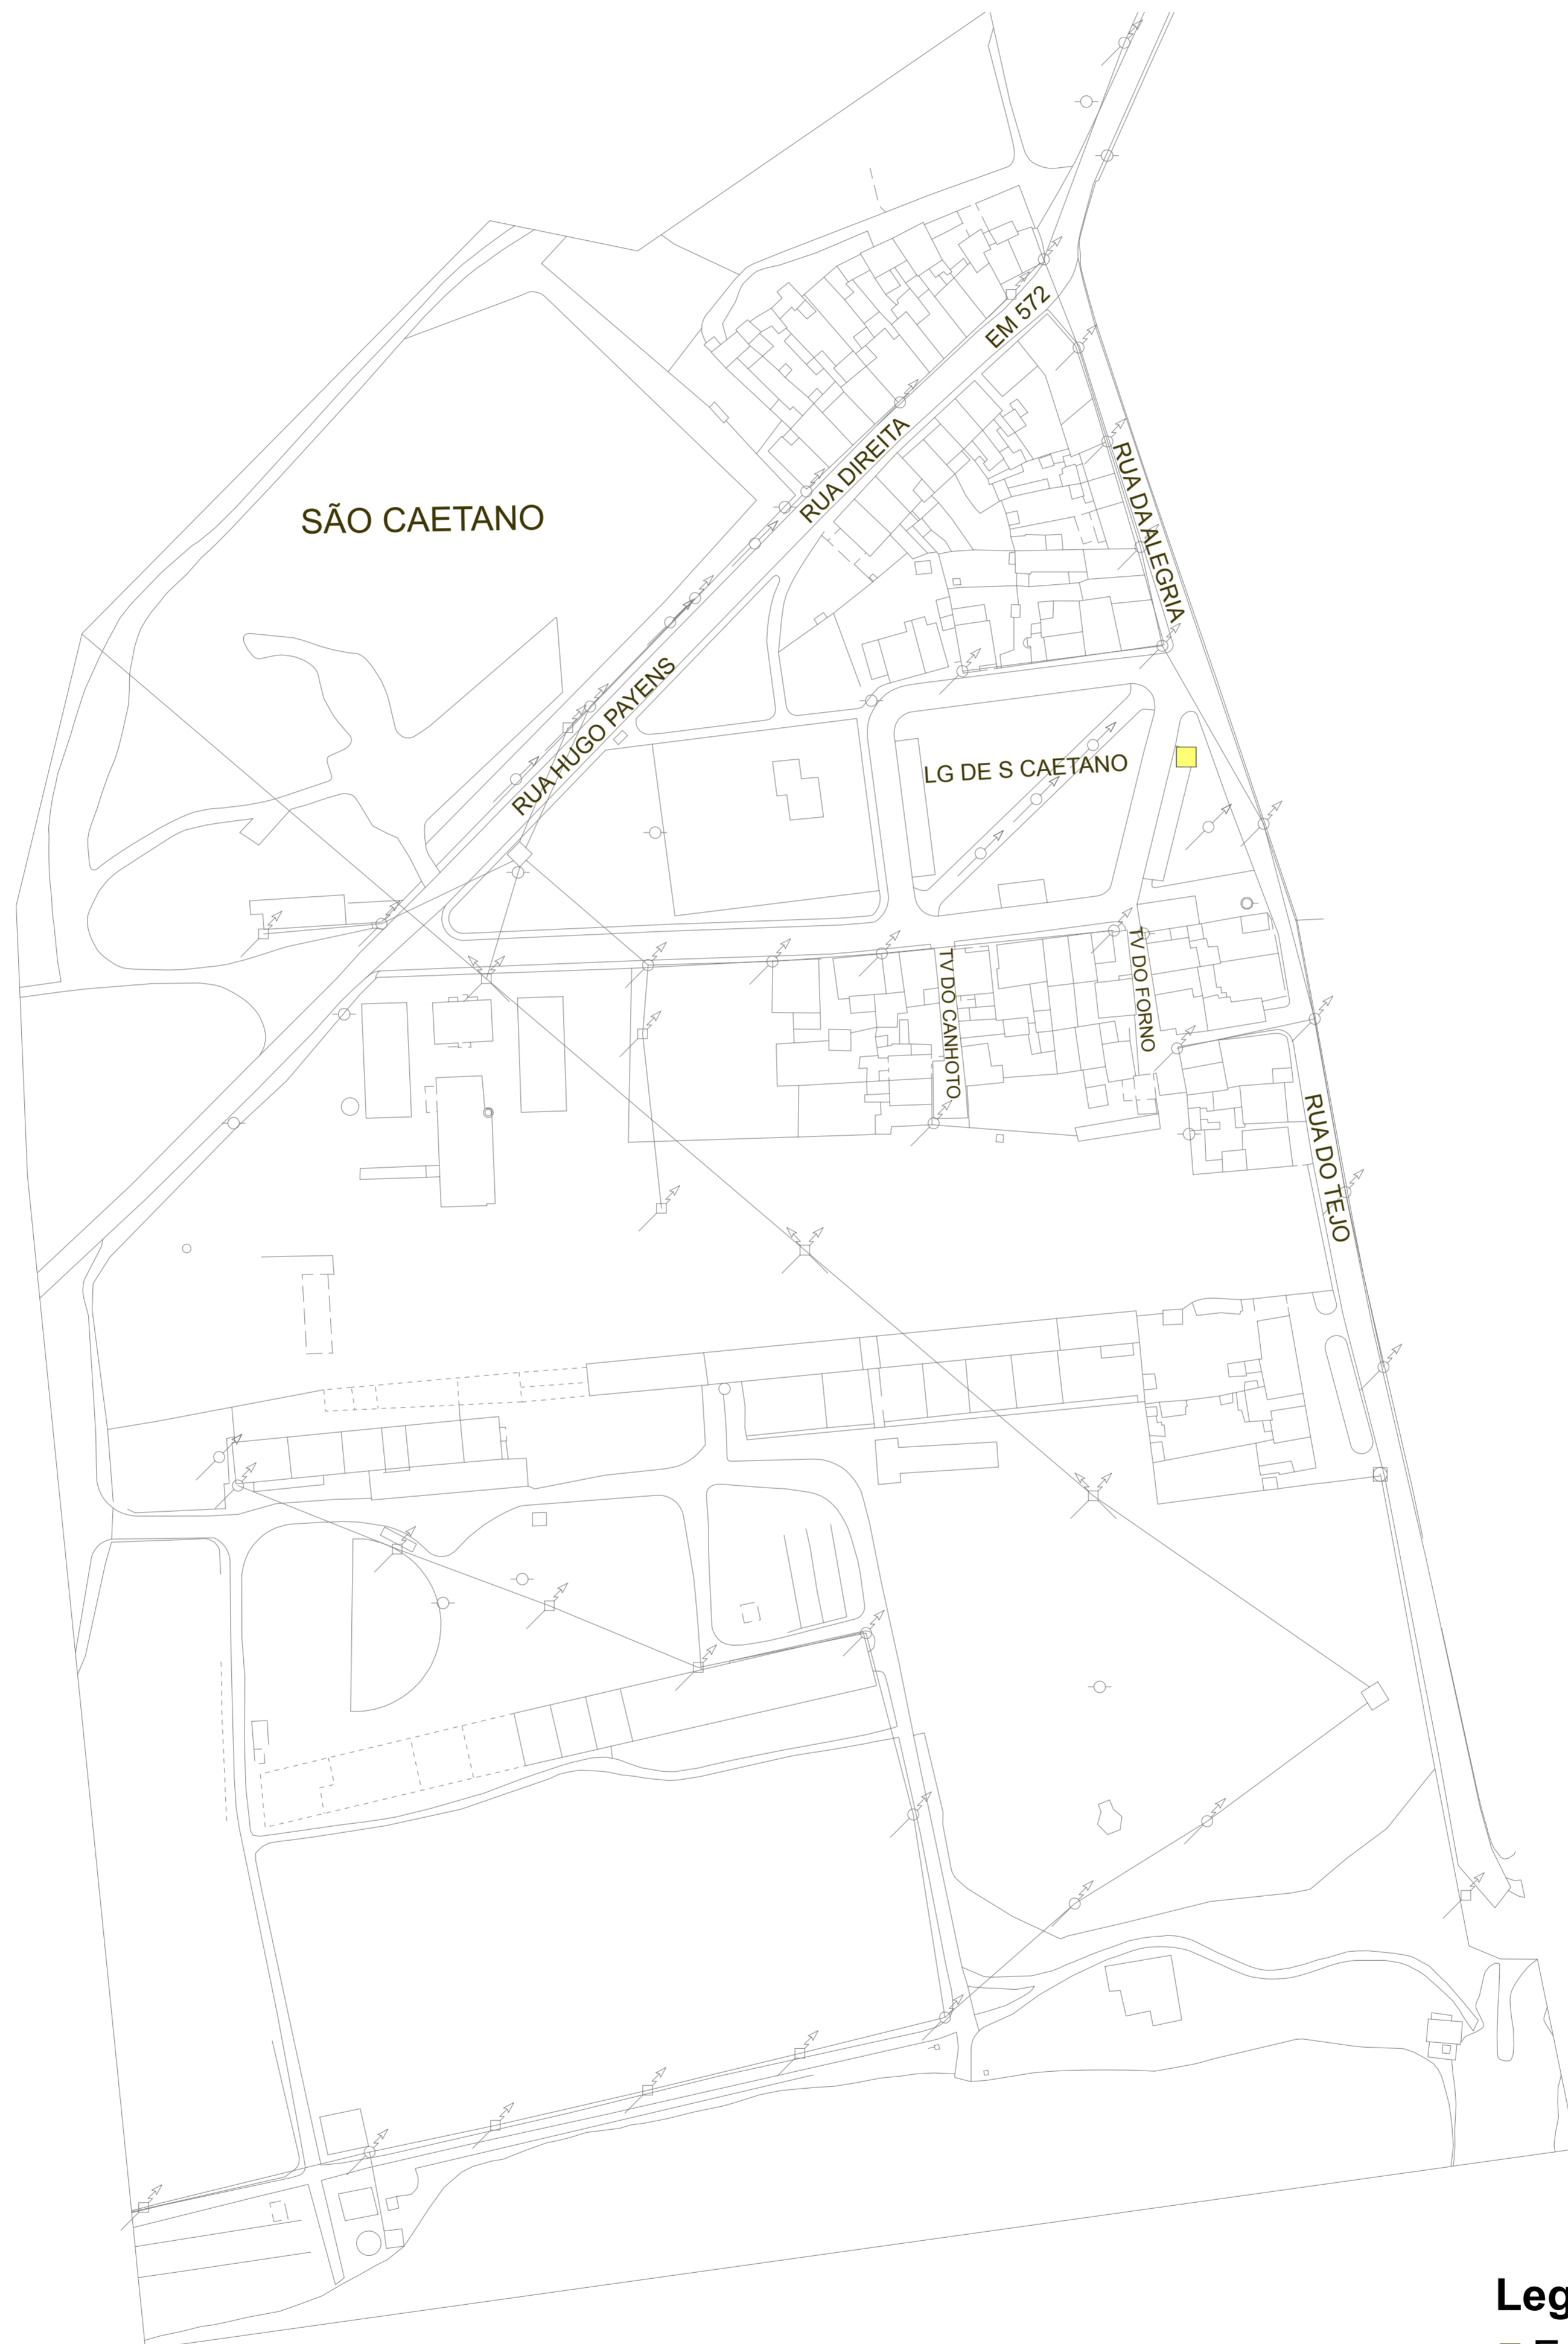 EM 572
RUA DIREITA
RUA DA ALEGRIA
SÃO CAETANO
RUA HUGO PAYENS
LG DE S CAETANO
TV DO CANHOTO
TV DO FORNO
RUA DO TEJO
Leg